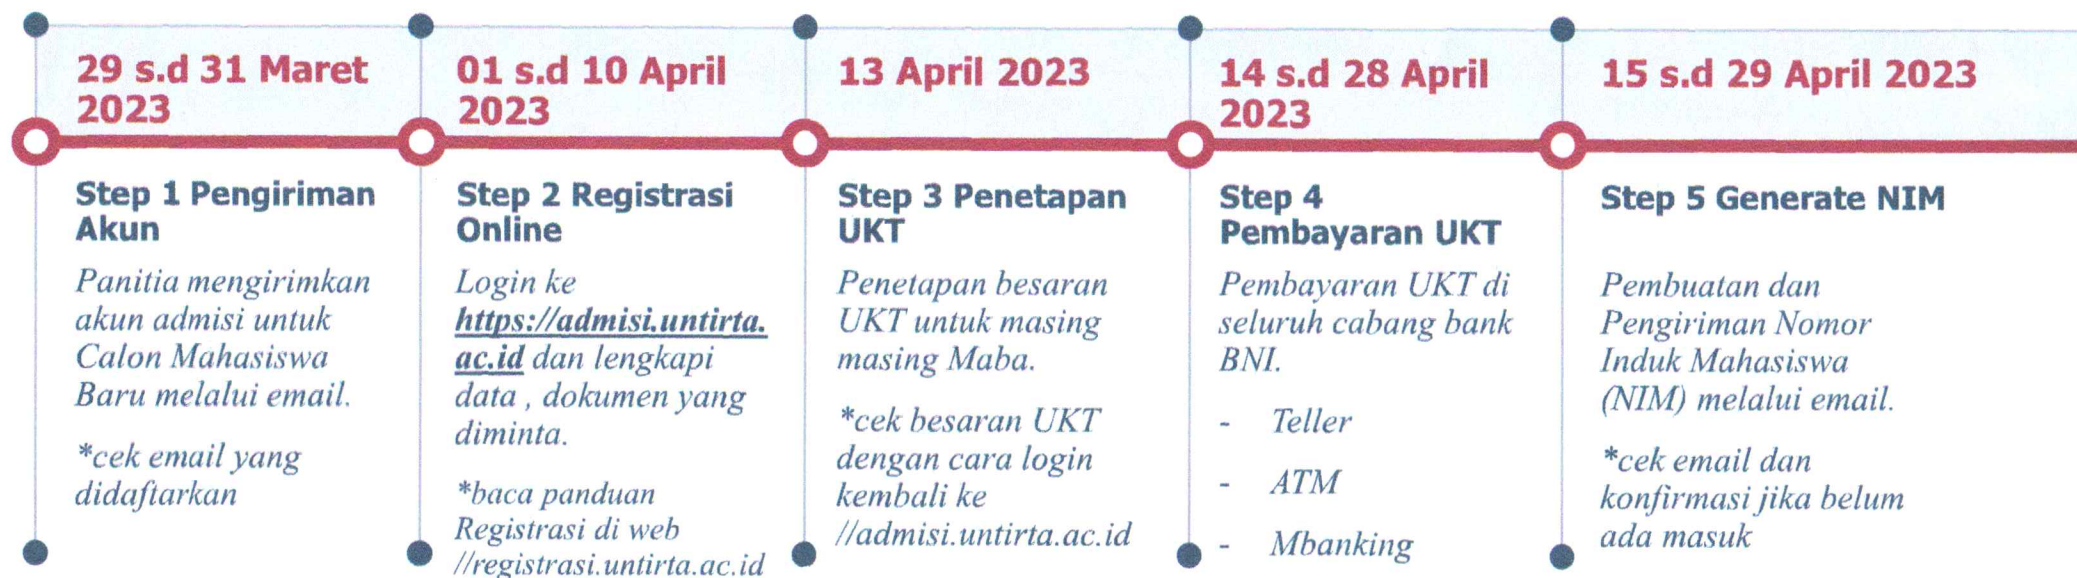 29 s.d 31 Maret
2023
Step 1 Pengiriman
Akun
Panitia mengirimkan
akun admisi untuk
Calon Mahasiswa
Baru melalui email.
*cek email yang
didaftarkan
01 s.d 10 April
2023
Step 2 Registrasi
Online
Login ke
https://admisi.untirta.
ac.id dan lengkapi
data , dokumen yang
diminta.
*baca panduan
Registrasi di web
//registrasi.untirta.ac.id
13 April 2023
Step 3 Penetapan
UKT
Penetapan besaran
UKT untuk masing
masing Maba.
*cek besaran UKT
dengan cara login
kembali ke
//admisi.untirta.ac.id
14 s.d 28 April
2023
Step 4
Pembayaran UKT
Pembayaran UKT di
seluruh cabang bank
BNI.
- Teller
- ATM
- Mbanking
15 s.d 29 April 2023
Step 5 Generate NIM
Pembuatan dan
Pengiriman Nomor
Induk Mahasiswa
(NIM) melalui email.
*cek email dan
konfirmasi jika belum
ada masuk